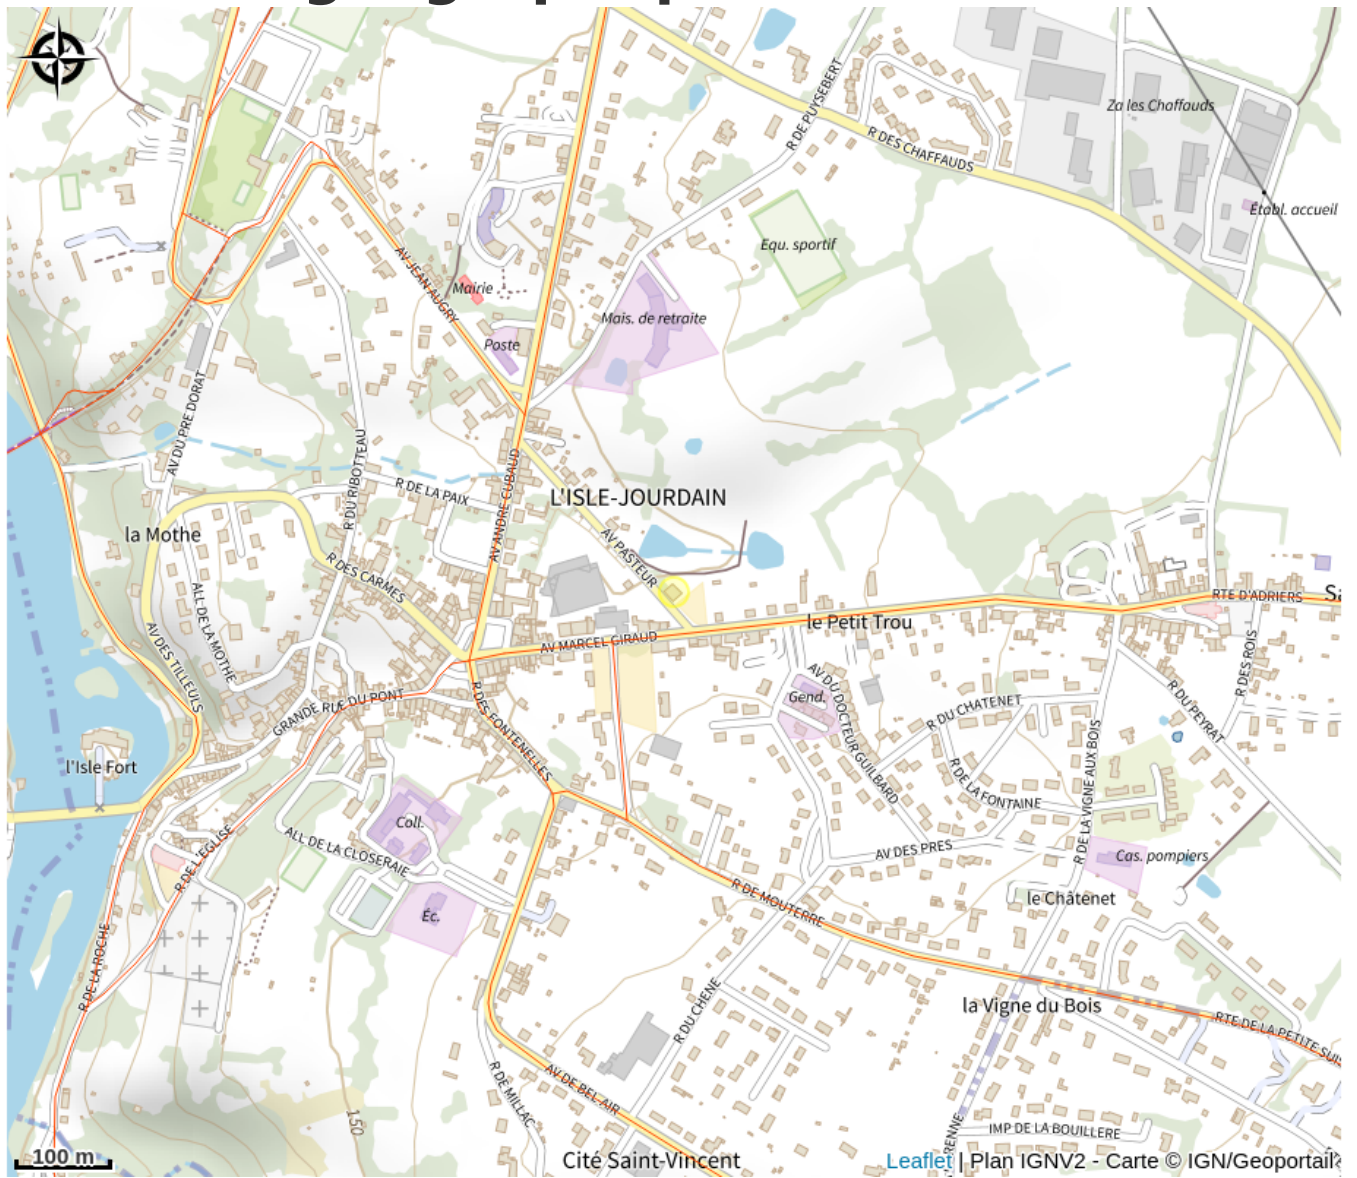 R DE PUYSEBERT
R DES CHAFFAUDS
Za les Chaffauds
Établ. accueil
Equ. sportif
AV JEAN AUGRY
Mairie
Mais. de retraite
Poste
AV DU PRE DORAT
R DU RIBOTTEAU
R DE LA PAIX
AV ANDRE CUBAUD
L'ISLE-JOURDAIN
la Mothe
AV PASTEUR
R DES CARMES
ALL DE LA MOTHE
AV DES TILLEULS
AV MARCEL GIRAUD
le Petit Trou
RTE D'ADRIERS
R DES ROIS
R DU PEYRAT
GRANDE RUE DU PONT
R DES FONTENELLES
Gend.
AV DU DOCTEUR GUILBARD
R DU CHATENET
R DE LA FONTAINE
R DE LA VIGNE AUX BOIS
l'Isle Fort
Coll.
ALL DE LA CLOSERAIE
R DE L'EGLISE
AV DES PRES
Cas. pompiers
Éc.
R DE MOUTERRE
le Châtenet
R DE LA ROCHE
R DU CHENE
la Vigne du Bois
R DE MILLAC
AV DE BEL AIR
150
IMP DE LA BOUILLERE
100 m
Cité Saint-Vincent
Leaflet | Plan IGNV2 - Carte © IGN/Geoportail